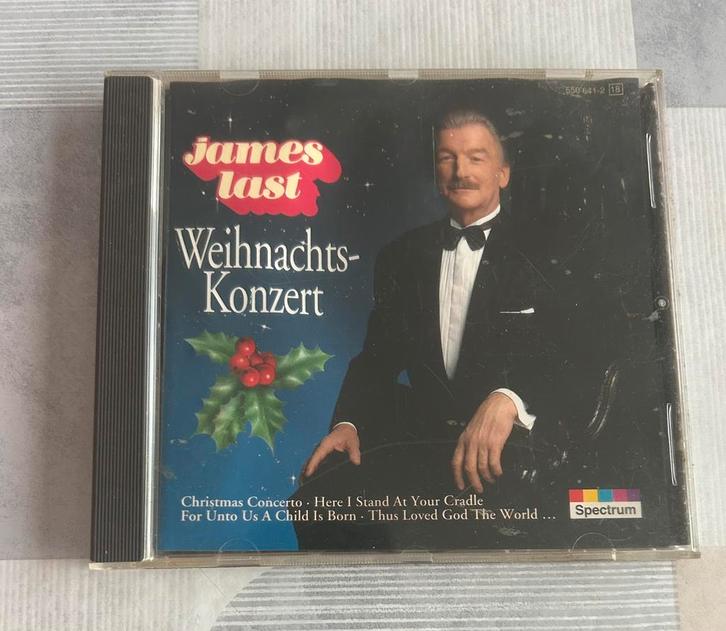 550 641-2 18
james
last
Weihnachts-
Konzert
Christmas Concerto · Here I Stand At Your Cradle
For Unto Us A Child Is Born · Thus Loved God The World ...
Spectrum